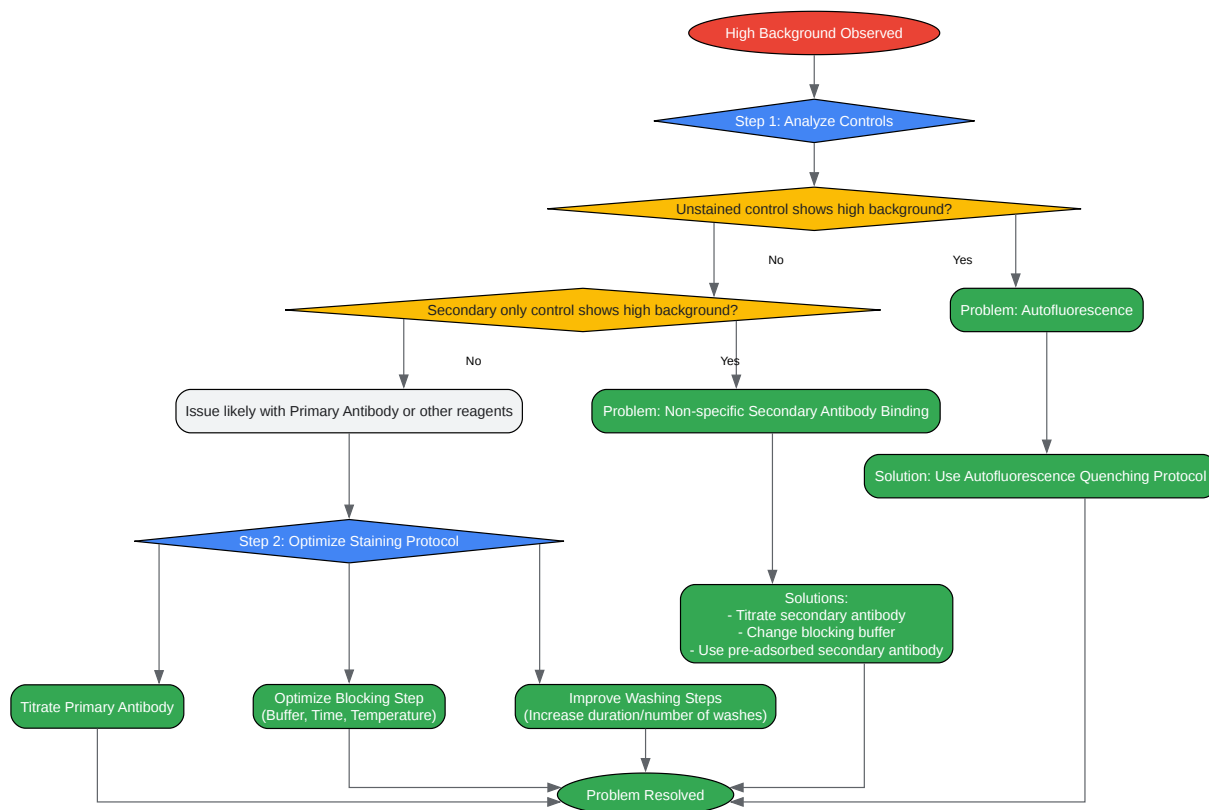 High Background Observed
Step 1: Analyze Controls
Unstained control shows high background?
No
Yes
Secondary only control shows high background?
Problem: Autofluorescence
No
Yes
Issue likely with Primary Antibody or other reagents
Problem: Non-specific Secondary Antibody Binding
Solution: Use Autofluorescence Quenching Protocol
Step 2: Optimize Staining Protocol
Solutions:
- Titrate secondary antibody
- Change blocking buffer
- Use pre-adsorbed secondary antibody
Titrate Primary Antibody
Optimize Blocking Step
(Buffer, Time, Temperature)
Improve Washing Steps
(Increase duration/number of washes)
Problem Resolved